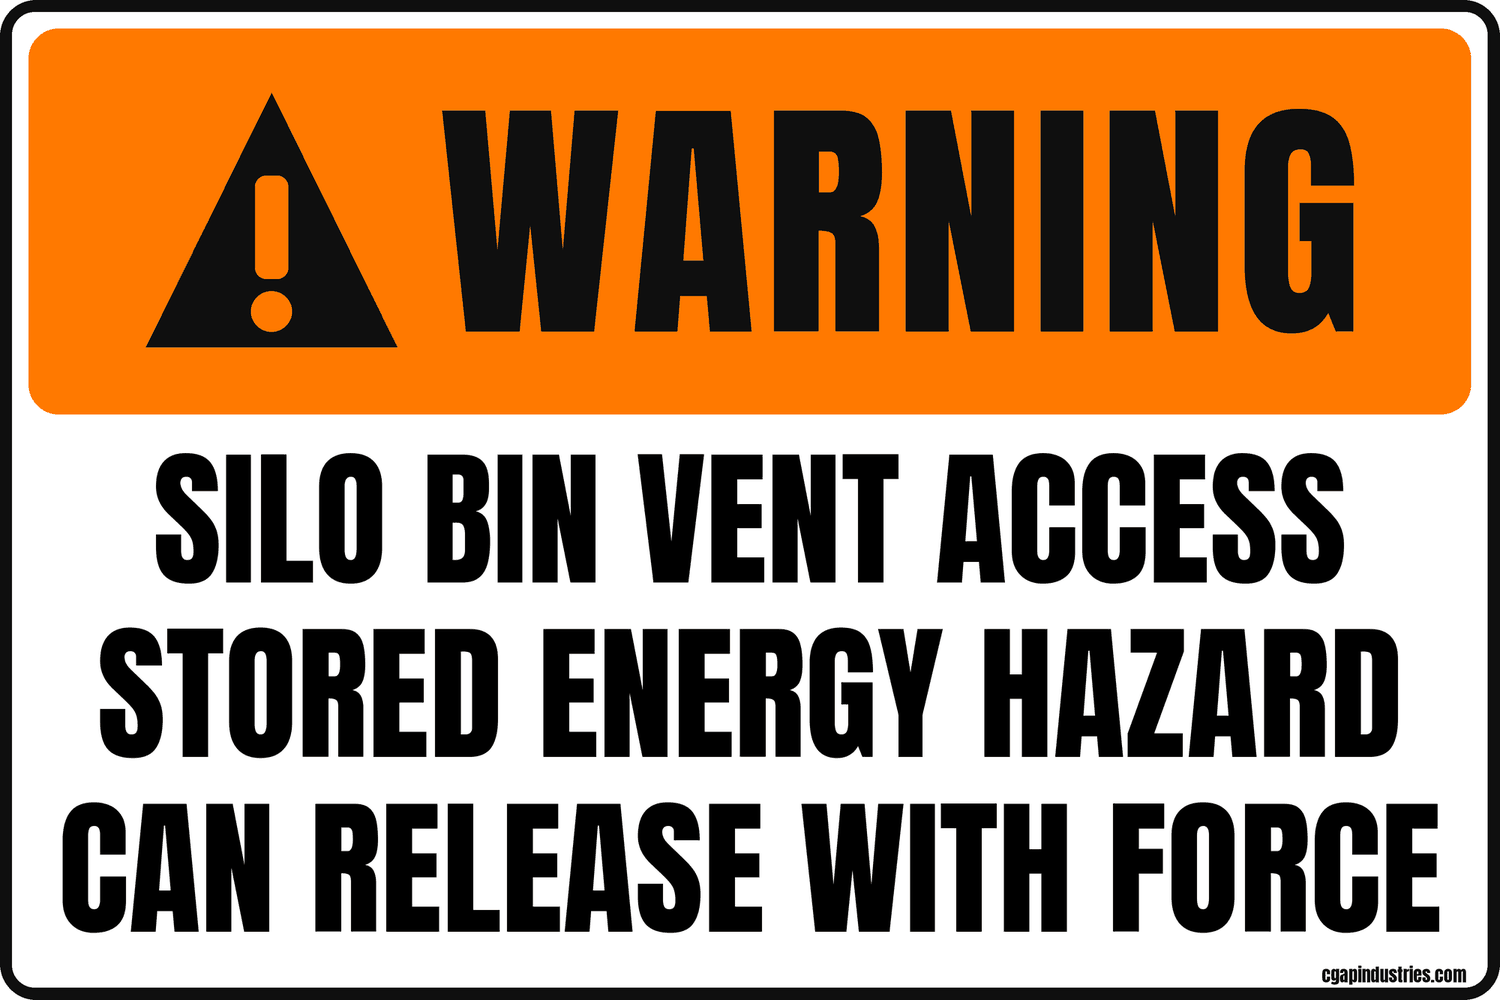 WARNING
SILO BIN VENT ACCESS
STORED ENERGY HAZARD
CAN RELEASE WITH FORCE
cgapindustries.com